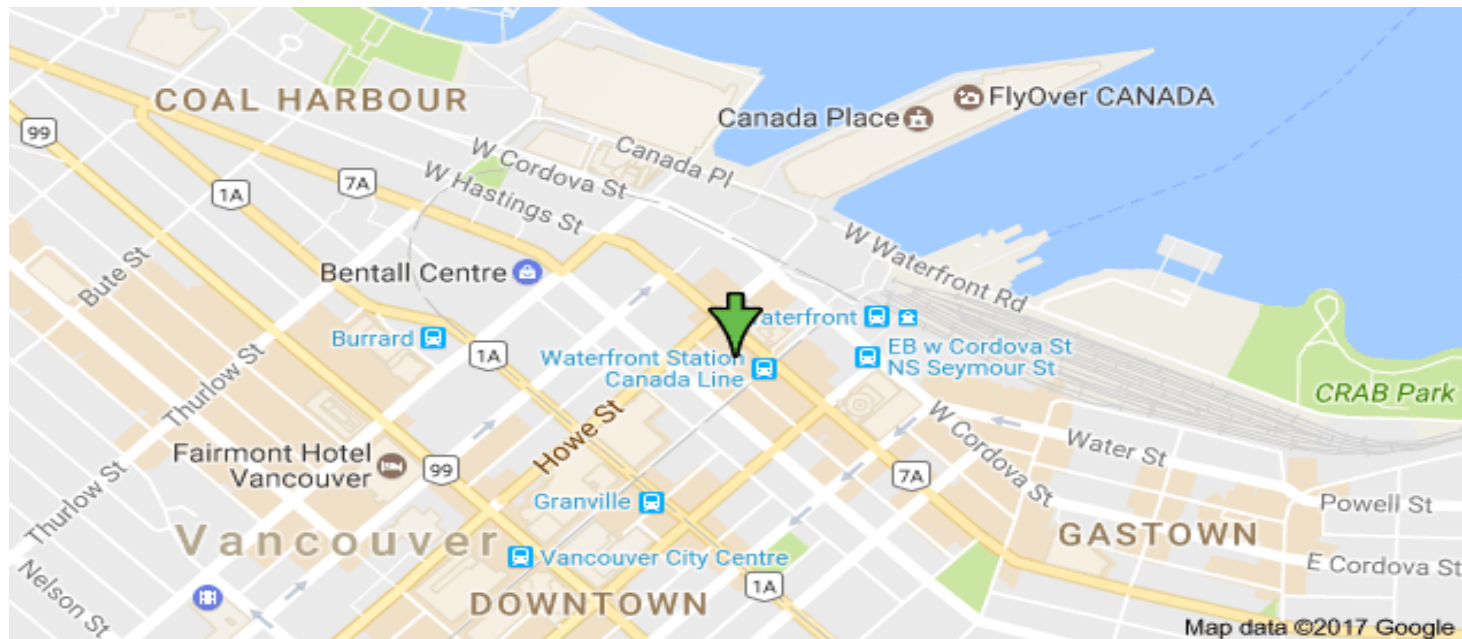 COAL HARBOUR
99
7A
1A
Bute St
W Cordova St
W Hastings St
Canada Pl
Canada Place
FlyOver CANADA
W Waterfront Rd
Bentall Centre
Burrard
1A
Waterfront Station
Canada Line
aterfront
EB w Cordova St
NS Seymour St
CRAB Park
Thurlow St
Howe St
Fairmont Hotel
Vancouver
99
7A
W Cordova St
Water St
Powell St
Granville
GASTOWN
Thurlow St
Vancouver
Vancouver City Centre
E Cordova St
Nelson St
DOWNTOWN
1A
Map data ©2017 Google